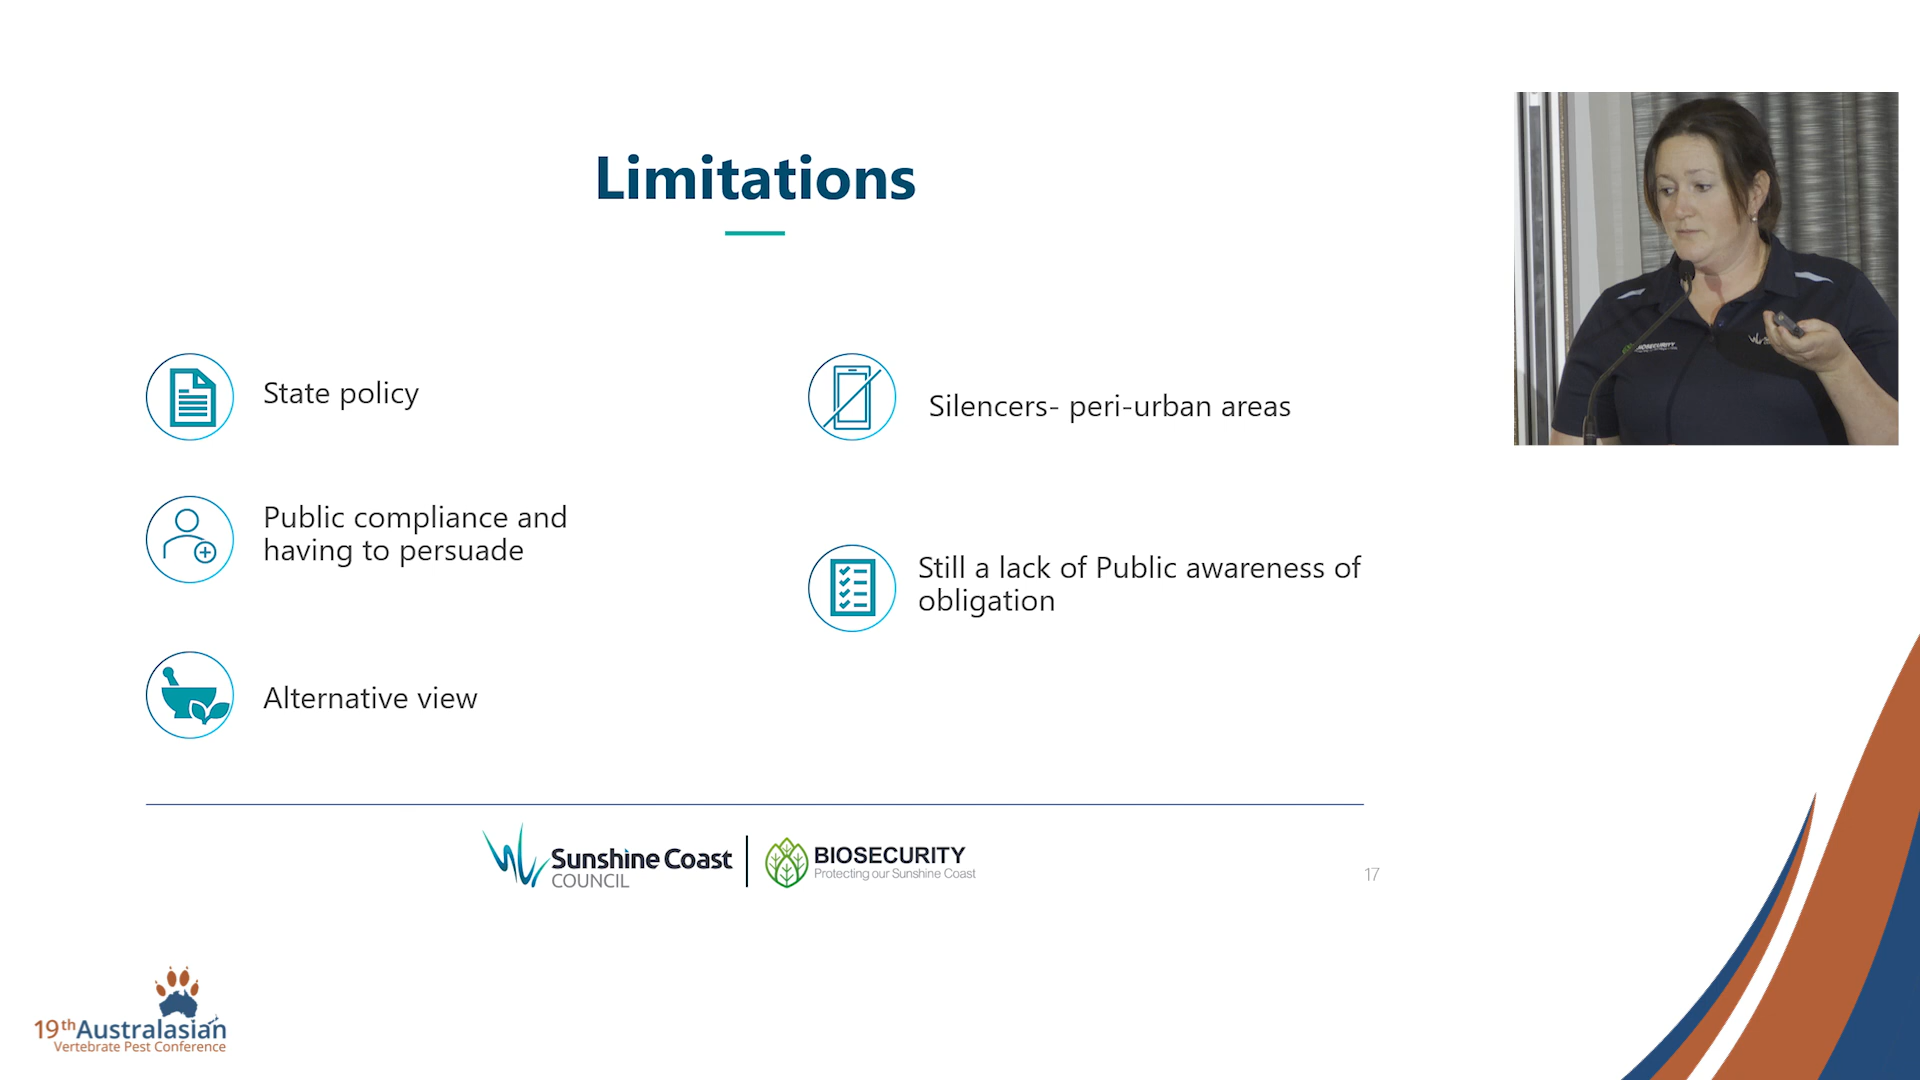 Limitations
State policy
Public compliance and
having to persuade
Alternative view
Silencers- peri-urban areas
Still a lack of Public awareness of
obligation
Sunshine Coast
COUNCIL
BIOSECURITY
Protecting our Sunshine Coast
17
19th Australasian
Vertebrate Pest Conference